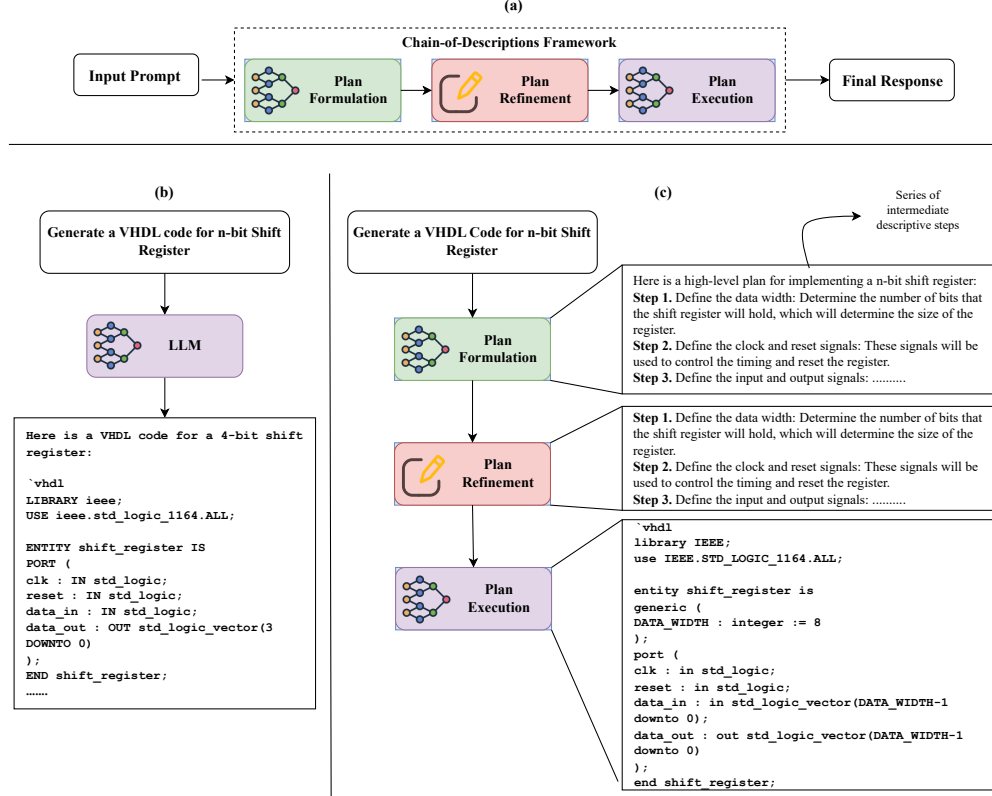 (a)
Chain-of-Descriptions Framework
Input Prompt
Plan
Formulation
Plan
Refinement
Plan
Execution
Final Response
(b)
Generate a VHDL code for n-bit Shift
Register
LLM
Here is a VHDL code for a 4-bit shift
register:
`vhdl
LIBRARY ieee;
USE ieee.std_logic_1164.ALL;
ENTITY shift_register IS
PORT (
clk : IN std_logic;
reset : IN std_logic;
data_in : IN std_logic;
data_out : OUT std_logic_vector(3
DOWNTO 0)
);
END shift_register;
.......
(c)
Series of
intermediate
descriptive steps
Generate a VHDL Code for n-bit Shift
Register
Plan
Formulation
Here is a high-level plan for implementing a n-bit shift register:
Step 1. Define the data width: Determine the number of bits that
the shift register will hold, which will determine the size of the
register.
Step 2. Define the clock and reset signals: These signals will be
used to control the timing and reset the register.
Step 3. Define the input and output signals: ..........
Plan
Refinement
Step 1. Define the data width: Determine the number of bits that
the shift register will hold, which will determine the size of the
register.
Step 2. Define the clock and reset signals: These signals will be
used to control the timing and reset the register.
Step 3. Define the input and output signals: ..........
Plan
Execution
`vhdl
library IEEE;
use IEEE.STD_LOGIC_1164.ALL;
entity shift_register is
generic (
DATA_WIDTH : integer := 8
);
port (
clk : in std_logic;
reset : in std_logic;
data_in : in std_logic_vector(DATA_WIDTH-1
downto 0);
data_out : out std_logic_vector(DATA_WIDTH-1
downto 0)
);
end shift_register;